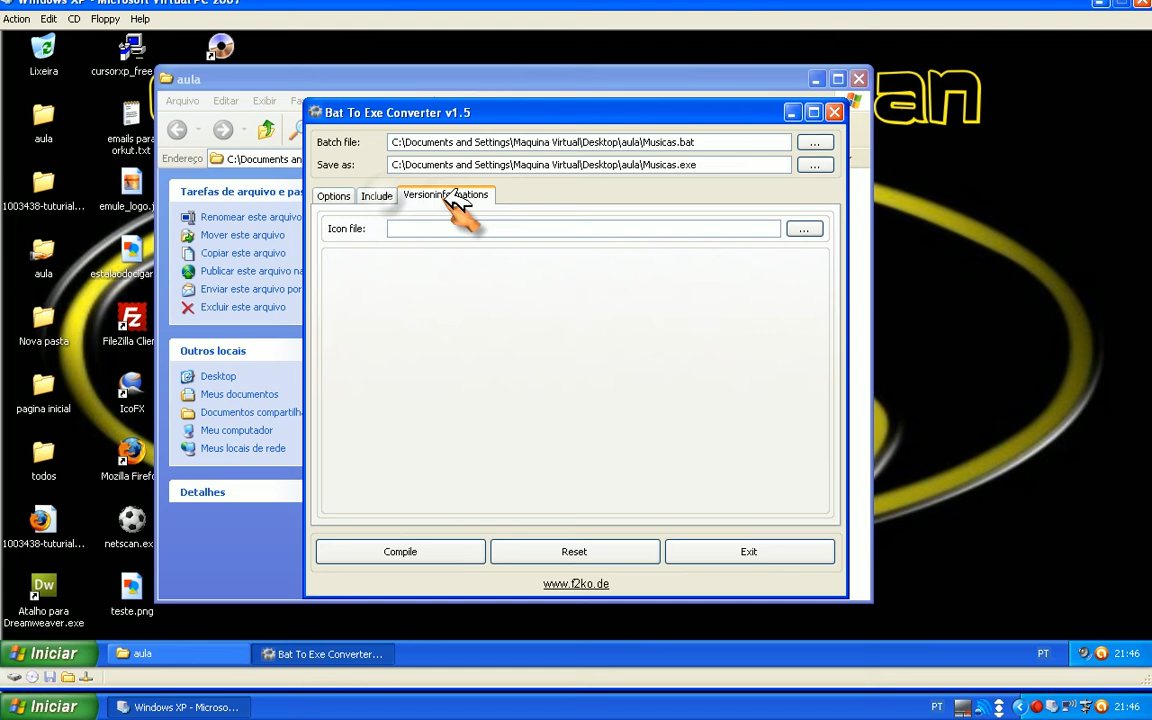 Windows XP - Microsoft Virtual PC 2007
Action Edit CD Floppy Help
Lixeira
cursorxp_free...
aula
emails para orkut.txt
1003438-tutorial...
emule_logo.j
aula
estalaodocigar
Nova pasta
FileZilla Clien
pagina inicial
IcoFX
todos
Mozilla Firefo
1003438-tutorial...
netscan.ex
Atalho para
Dreamweaver.exe
teste.png
an
aula
Arquivo Editar Exibir Fa
Endereço C:\Documents an
Tarefas de arquivo e pas
Renomear este arquivo
Mover este arquivo
Copiar este arquivo
Publicar este arquivo na
Enviar este arquivo por
Excluir este arquivo
Outros locais
Desktop
Meus documentos
Documentos compartilha
Meu computador
Meus locais de rede
Detalhes
Bat To Exe Converter v1.5
Batch file: C:\Documents and Settings\Maquina Virtual\Desktop\aula\Musicas.bat ...
Save as: C:\Documents and Settings\Maquina Virtual\Desktop\aula\Musicas.exe ...
Options Include Versioninformations
Icon file: ...
Compile Reset Exit
www.f2ko.de
Iniciar aula Bat To Exe Converter... PT 21:46
Iniciar Windows XP - Microso... PT 21:46